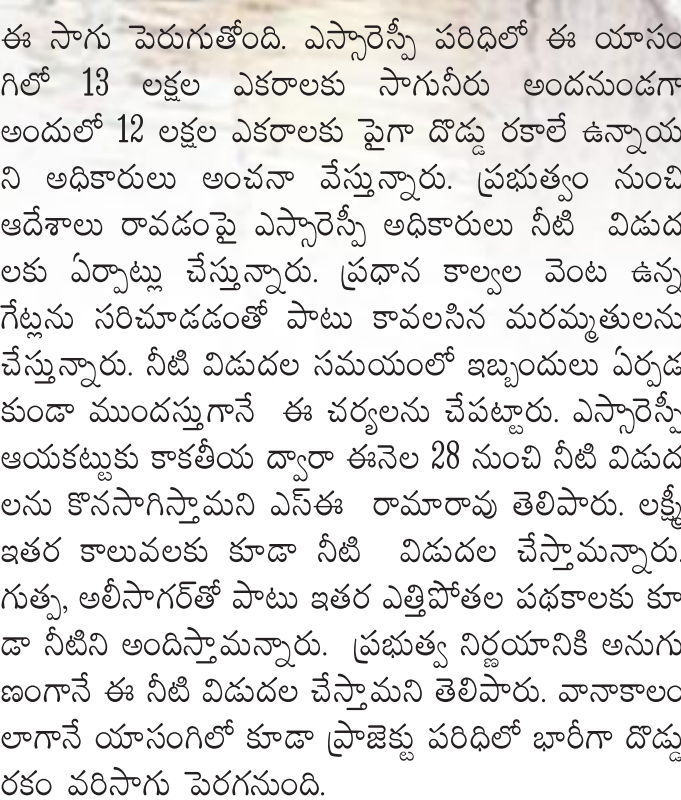 ఈ సాగు పెరుగుతోంది. ఎస్సారెస్పీ పరిధిలో ఈ యాసం
గిలో 13 లక్షల ఎకరాలకు సాగునీరు అందనుండగా
అందులో 12 లక్షల ఎకరాలకు పైగా దొడ్డు రకాలే ఉన్నాయ
ని అధికారులు అంచనా వేస్తున్నారు. ప్రభుత్వం నుంచి
ఆదేశాలు రావడంపై ఎస్సారెస్పీ అధికారులు నీటి విడుద
లకు ఏర్పాట్లు చేస్తున్నారు. ప్రధాన కాల్వల వెంట ఉన్న
గేట్లను సరిచూడడంతో పాటు కావలసిన మరమ్మతులను
చేస్తున్నారు. నీటి విడుదల సమయంలో ఇబ్బందులు ఏర్పడ
కుండా ముందస్తుగానే ఈ చర్యలను చేపట్టారు. ఎస్సారెస్పీ
ఆయకట్టుకు కాకతీయ ద్వారా ఈనెల 28 నుంచి నీటి విడుద
లను కొనసాగిస్తామని ఎస్ఈ రామారావు తెలిపారు. లక్ష్మీ
ఇతర కాలువలకు కూడా నీటి విడుదల చేస్తామన్నారు.
గుత్ప, అలీసాగర్‌తో పాటు ఇతర ఎత్తిపోతల పథకాలకు కూ
డా నీటిని అందిస్తామన్నారు. ప్రభుత్వ నిర్ణయానికి అనుగు
ణంగానే ఈ నీటి విడుదల చేస్తామని తెలిపారు. వానాకాలం
లాగానే యాసంగిలో కూడా ప్రాజెక్టు పరిధిలో భారీగా దొడ్డు
రకం వరిసాగు పెరగనుంది.